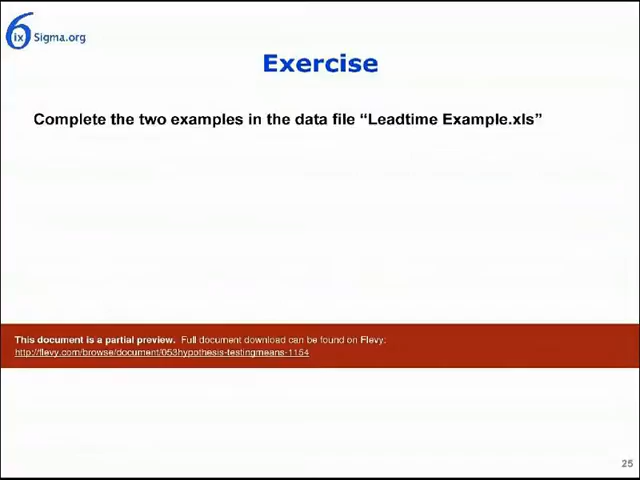 6ixSigma.org
Exercise
Complete the two examples in the data file “Leadtime Example.xls”
This document is a partial preview.  Full document download can be found on Flevy:
http://flevy.com/browse/document/053hypothesis-testingmeans-1154
25